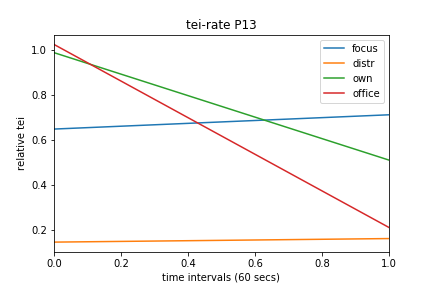 tei-rate P13
focus
distr
own
office
relative tei
1.0
0.8
0.6
0.4
0.2
0.0 0.2 0.4 0.6 0.8 1.0
time intervals (60 secs)